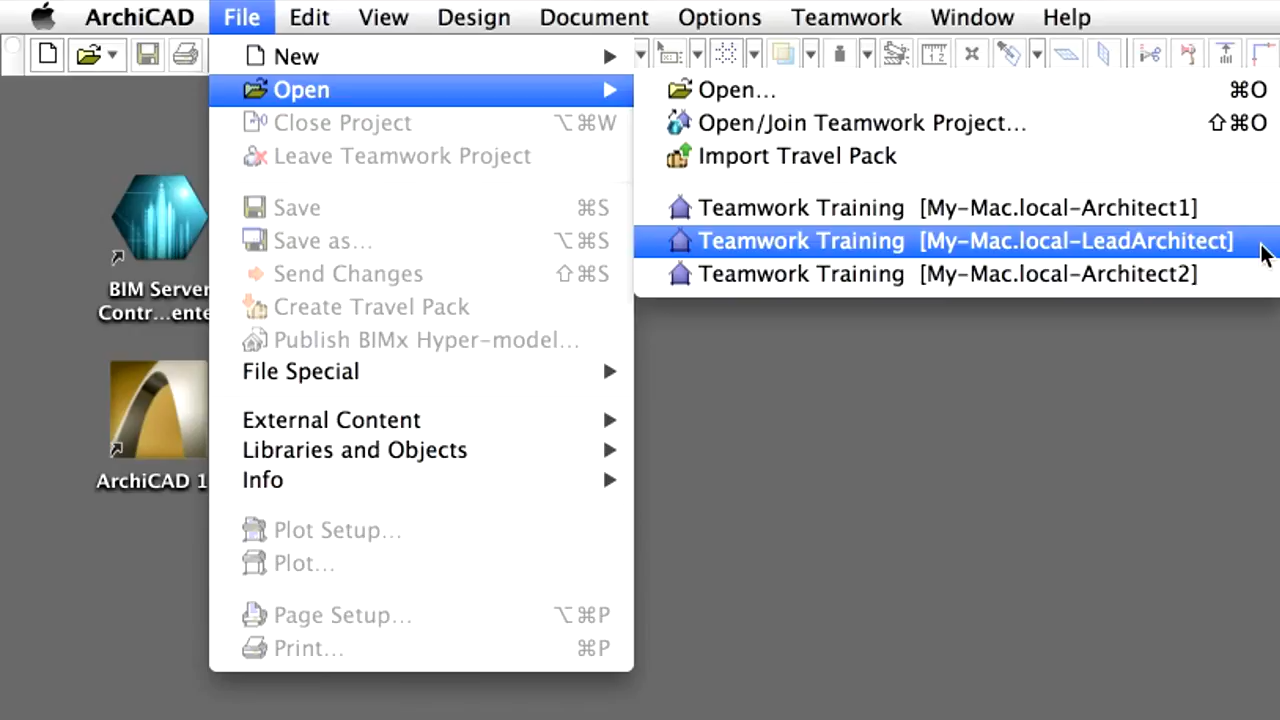 ArchiCAD File Edit View Design Document Options Teamwork Window Help
New
Open
Close Project ⌥⌘W
Leave Teamwork Project
Save ⌘S
Save as... ⌥⌘S
Send Changes ⇧⌘S
Create Travel Pack
Publish BIMx Hyper-model...
File Special
External Content
Libraries and Objects
Info
Plot Setup...
Plot...
Page Setup... ⌥⌘P
Print... ⌘P
Open... ⌘O
Open/Join Teamwork Project... ⇧⌘O
Import Travel Pack
Teamwork Training [My-Mac.local-Architect1]
Teamwork Training [My-Mac.local-LeadArchitect]
Teamwork Training [My-Mac.local-Architect2]
BIM Server
Contr...ente
ArchiCAD 1